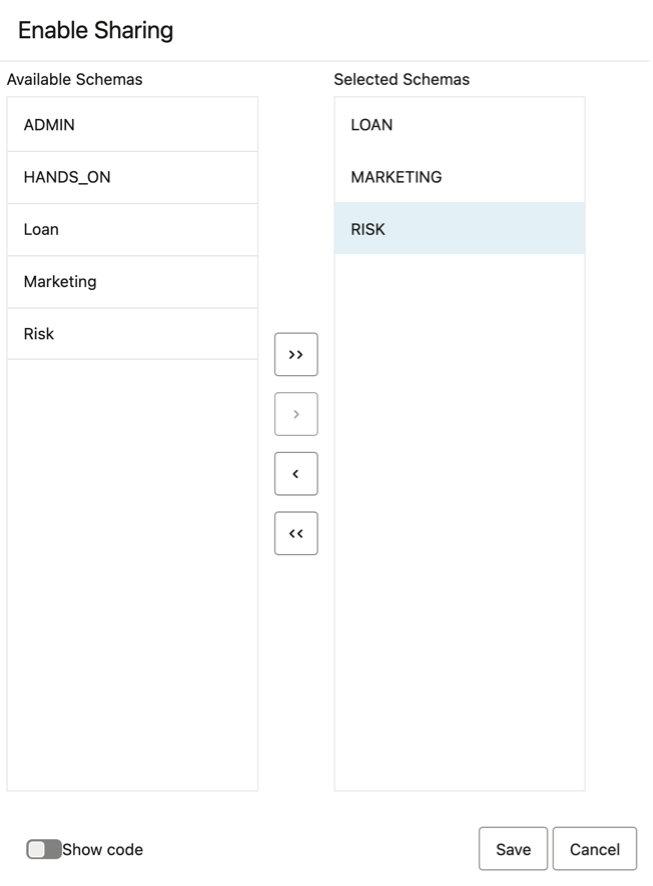 Enable Sharing
Available Schemas
ADMIN
HANDS_ON
Loan
Marketing
Risk
>>
>
<
<<
Selected Schemas
LOAN
MARKETING
RISK
Show code
Save
Cancel